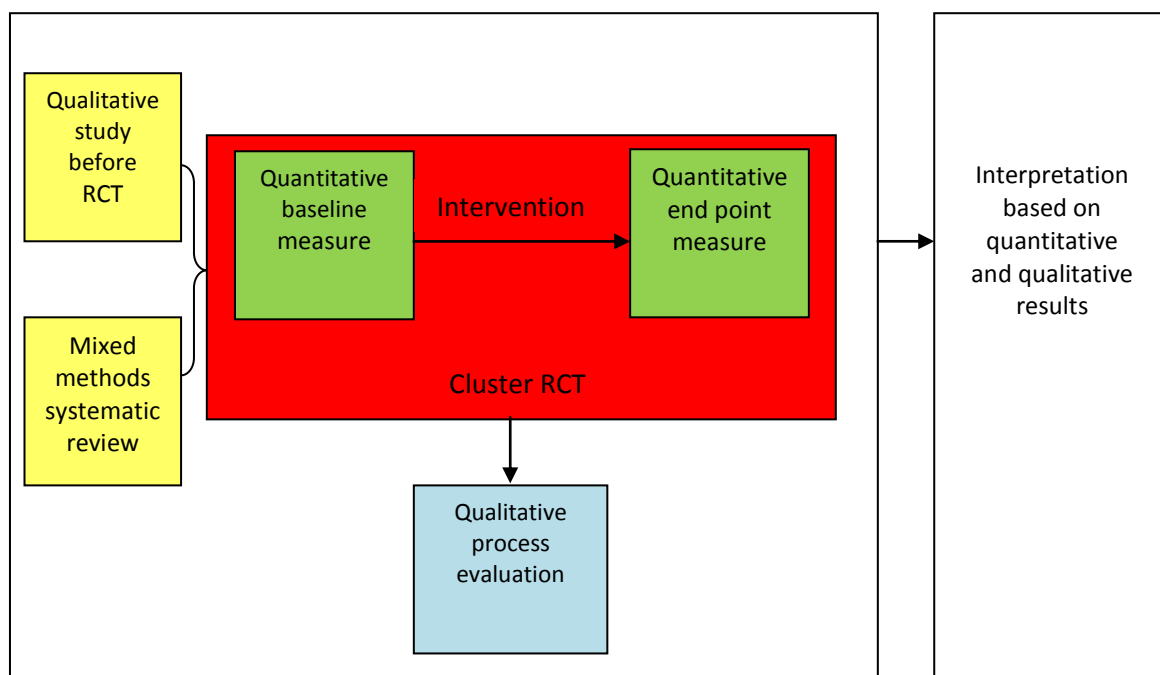 Qualitative
study
before
RCT
Mixed
methods
systematic
review
Quantitative
baseline
measure
Intervention
Quantitative
end point
measure
Cluster RCT
Qualitative
process
evaluation
Interpretation
based on
quantitative
and qualitative
results